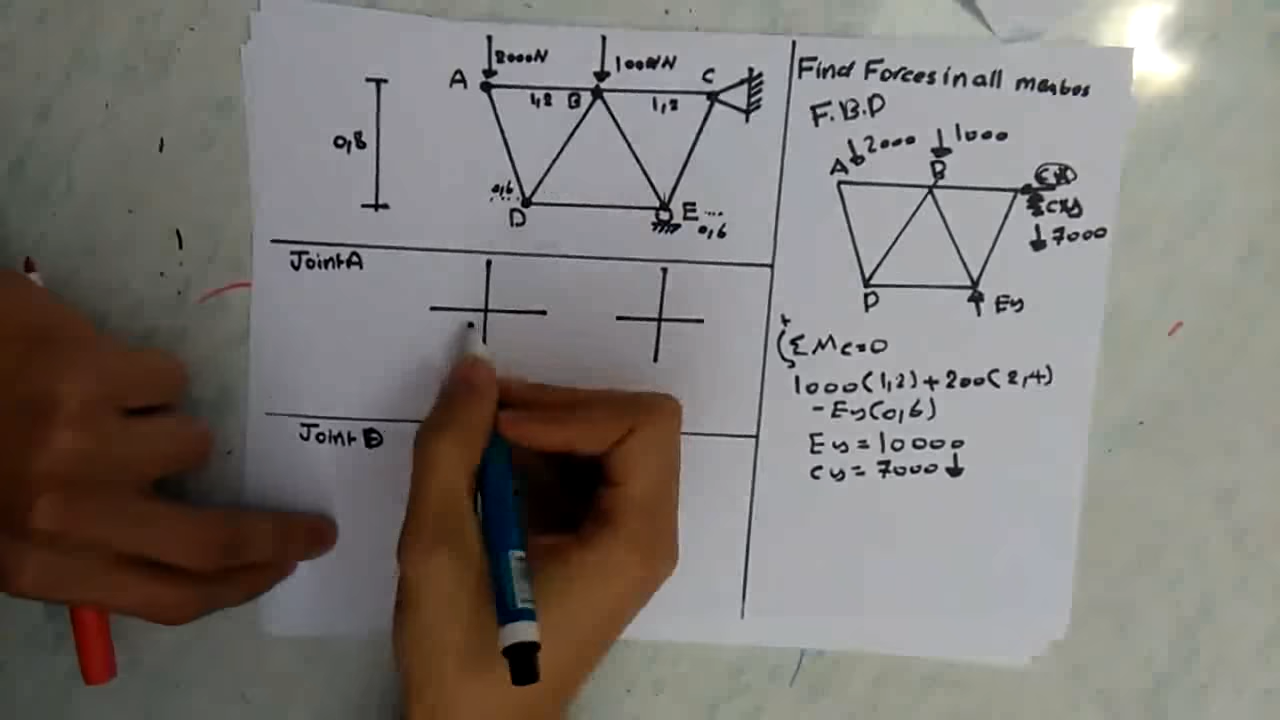 2000N
1000N
A
1,2
B
1,2
C
0,8
0,6
D
E
0,6
Joint A
Joint D
Find Forces in all members
F.B.D
2000
1000
A
B
7000
D
Ey
+
ΣMc=0
1000(1,2)+200(2,4)
-Ey(0,6)
Ey=10000
Cy=7000↓